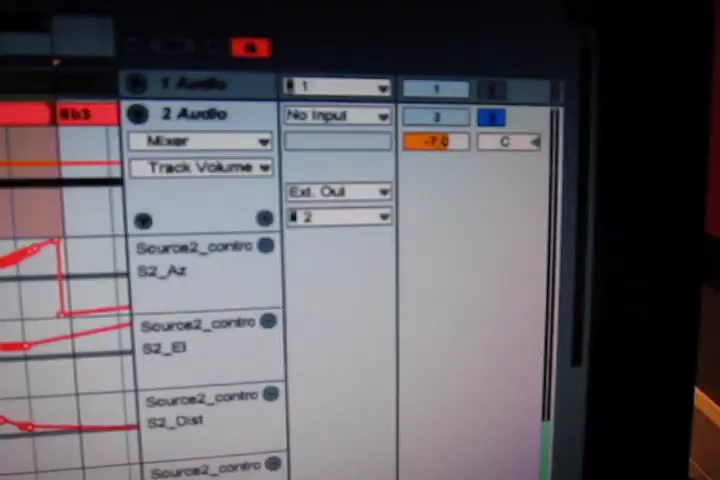 1 Audio
1
1
2 Audio
No Input
Mixer
-7.0
C
Track Volume
Ext. Out
2
Source2_contro
S2_Az
Source2_contro
S2_El
Source2_contro
S2_Dist
Source2_contro